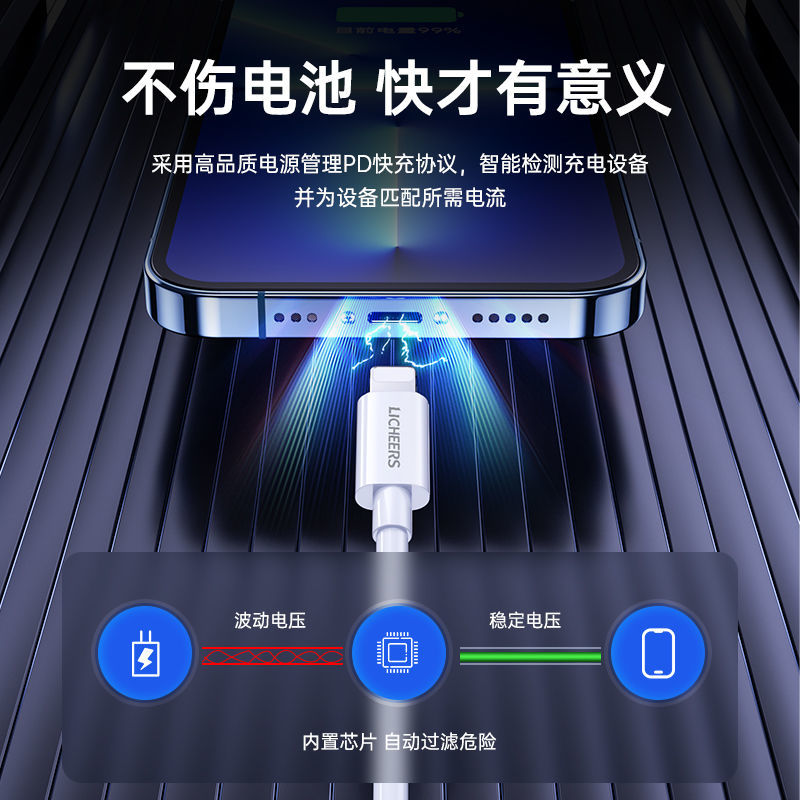 目前电量99%
不伤电池 快才有意义
采用高品质电源管理PD快充协议，智能检测充电设备
并为设备匹配所需电流
LICHEERS
波动电压
稳定电压
内置芯片 自动过滤危险